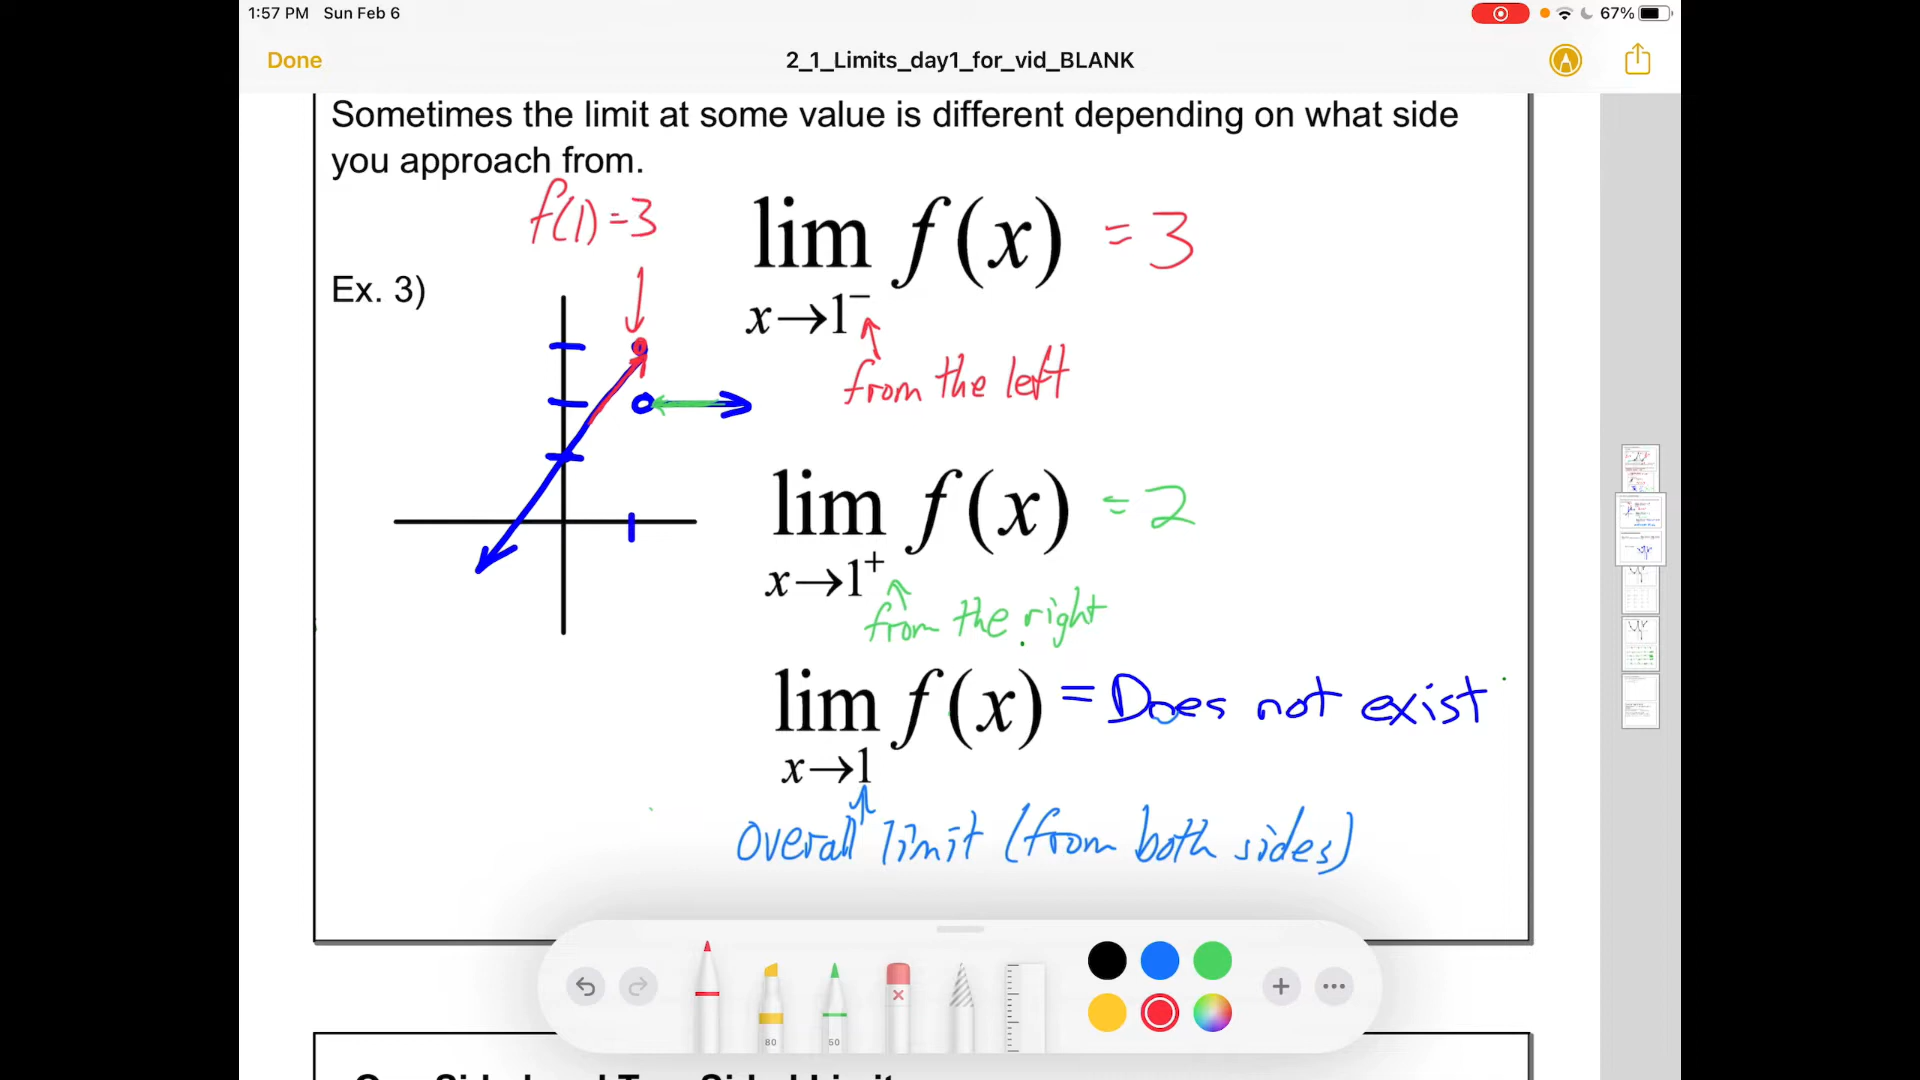 1:57 PM Sun Feb 6
67%
Done
2_1_Limits_day1_for_vid_BLANK
Sometimes the limit at some value is different depending on what side
you approach from.
f(1)=3
lim f(x) = 3
x→1⁻
Ex. 3)
from the left
lim f(x) = 2
x→1⁺
from the right
lim f(x) = Does not exist
x→1
Overall limit (from both sides)
80
50